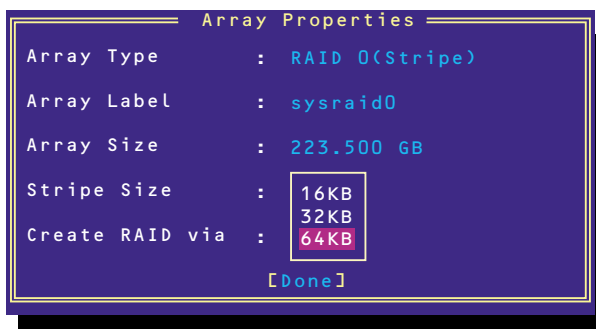 Array Properties
Array Type : RAID 0(Stripe)
Array Label : sysraid0
Array Size : 223.500 GB
Stripe Size : 16KB
32KB
Create RAID via : 64KB
[Done]